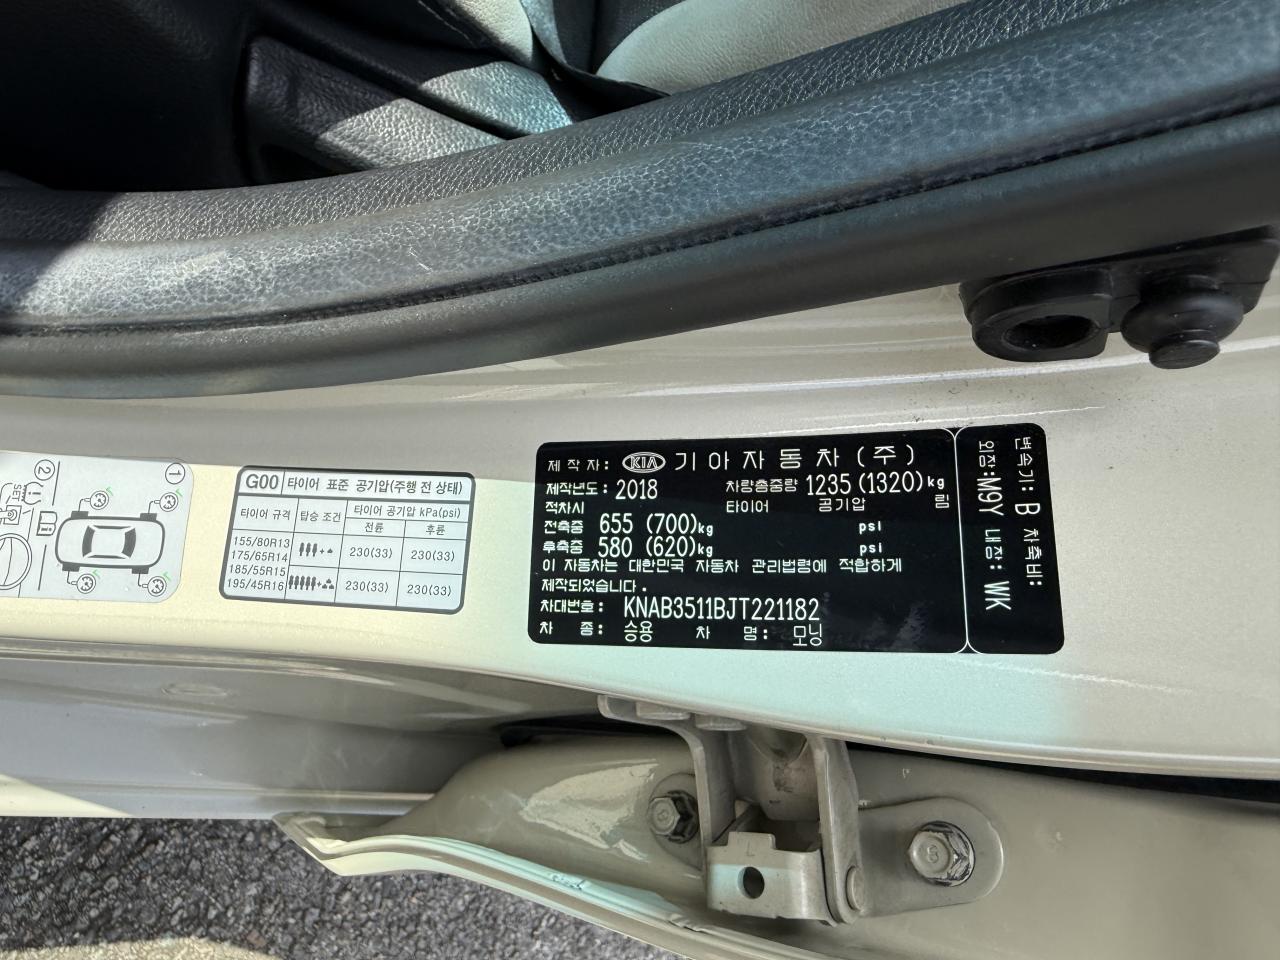 제 작 자: KIA 기 아 자 동 차 ( 주 )
제작년도: 2018 차량총중량 1235 (1320)kg
적차시 타이어 공기압 림
전축중 655 (700)kg psi
후축중 580 (620)kg psi
이 자동차는 대한민국 자동차 관리법령에 적합하게
제작되었습니다.
차대번호: KNAB3511BJT221182
차 종: 승용 차 명: 모닝
변속기: B 차축비:
외장: M9Y 내장: WK
G00 타이어 표준 공기압(주행 전 상태)
타이어 규격 탑승 조건 타이어 공기압 kPa(psi)
전륜 후륜
155/80R13
175/65R14
185/55R15
195/45R16
230(33) 230(33)
230(33) 230(33)
1
2
SET